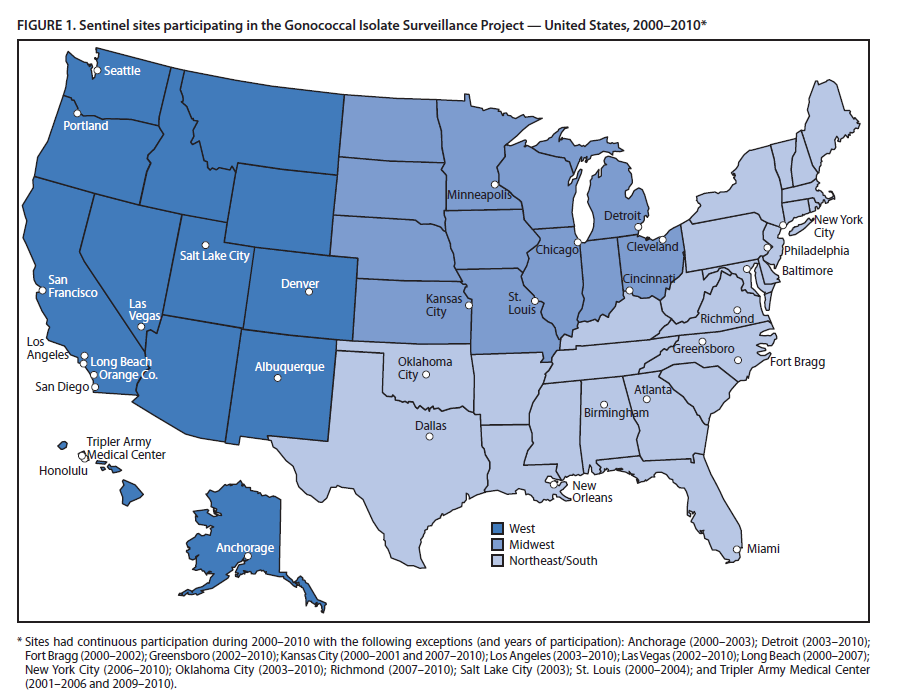 FIGURE 1. Sentinel sites participating in the Gonococcal Isolate Surveillance Project — United States, 2000–2010*
Seattle
Portland
Minneapolis
Detroit
New York
City
Chicago
Cleveland
Philadelphia
Salt Lake City
Baltimore
San
Francisco
Denver
Cincinnati
Las
Vegas
Kansas
City
St.
Louis
Richmond
Los
Angeles
Long Beach
Orange Co.
San Diego
Albuquerque
Oklahoma
City
Greensboro
Fort Bragg
Atlanta
Birmingham
Dallas
Tripler Army
Medical Center
Honolulu
New
Orleans
Anchorage
Miami
West
Midwest
Northeast/South
* Sites had continuous participation during 2000–2010 with the following exceptions (and years of participation): Anchorage (2000–2003); Detroit (2003–2010);
Fort Bragg (2000–2002); Greensboro (2002–2010); Kansas City (2000–2001 and 2007–2010); Los Angeles (2003–2010); Las Vegas (2002–2010); Long Beach (2000–2007);
New York City (2006–2010); Oklahoma City (2003–2010); Richmond (2007–2010); Salt Lake City (2003); St. Louis (2000–2004); and Tripler Army Medical Center
(2001–2006 and 2009–2010).